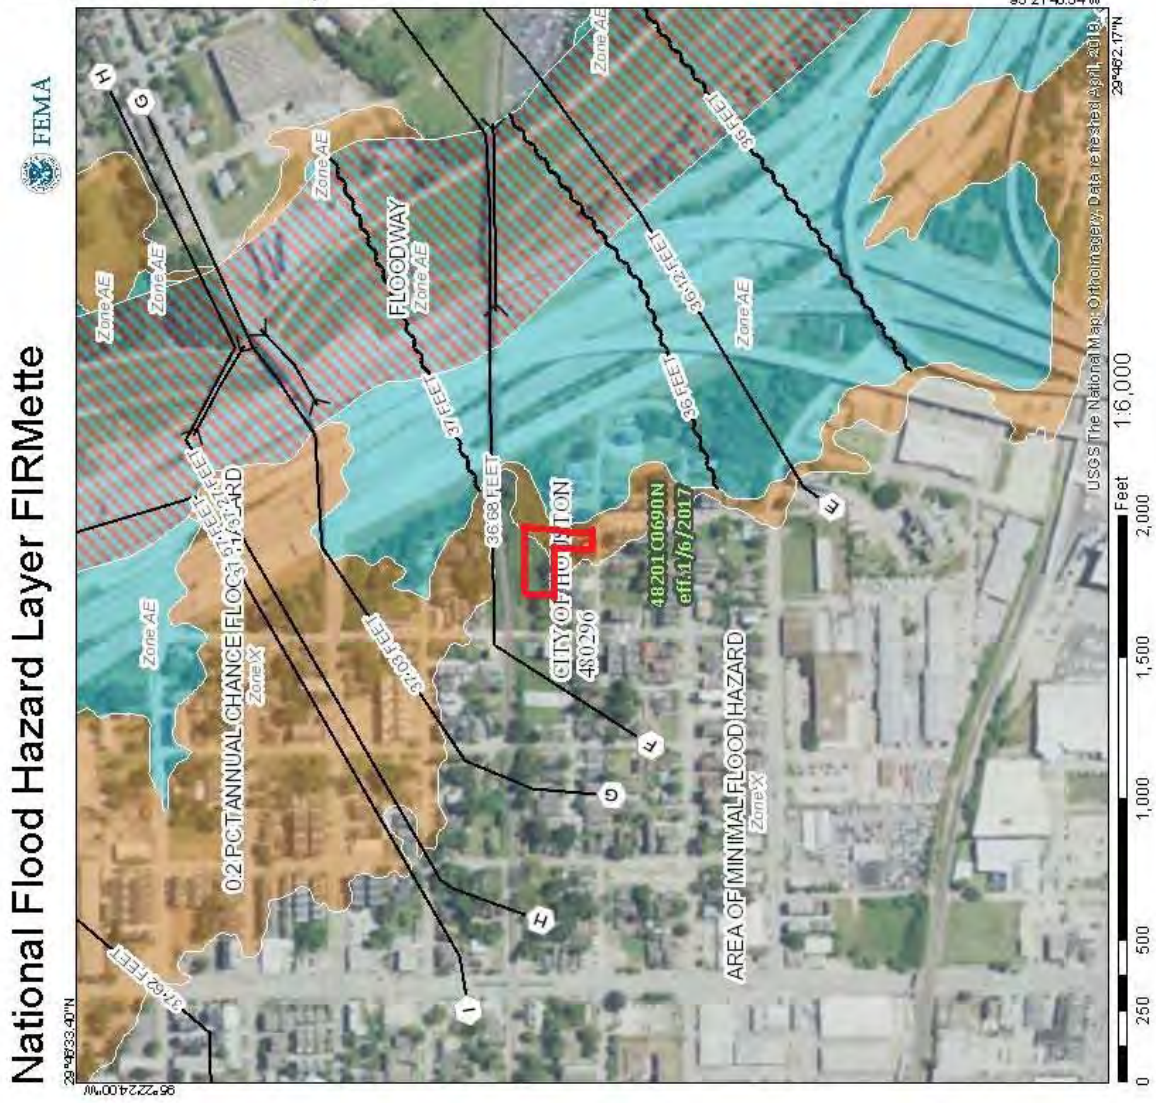 National Flood Hazard Layer FIRMette
FEMA
29°46'33.40"N
95°22'24.00"W
29°46'2.17"N
H
G
Zone AE
Zone AE
Zone AE
Zone AE
Zone AE
FLOODWAY
Zone AE
37 FEET
36.68 FEET
36 FEET
36 FEET
36.12 FEET
Zone AE
0.2 PCT ANNUAL CHANCE FLOOD HAZARD
Zone X
37.03 FEET
37.62 FEET
CITY OF HOUSTON
480296
48201C0690N
eff.1/6/2017
E
F
G
H
I
AREA OF MINIMAL FLOOD HAZARD
Zone X
USGS The National Map: Orthoimagery. Data refreshed April, 2019.
1:6,000
Feet
0
250
500
1,000
1,500
2,000